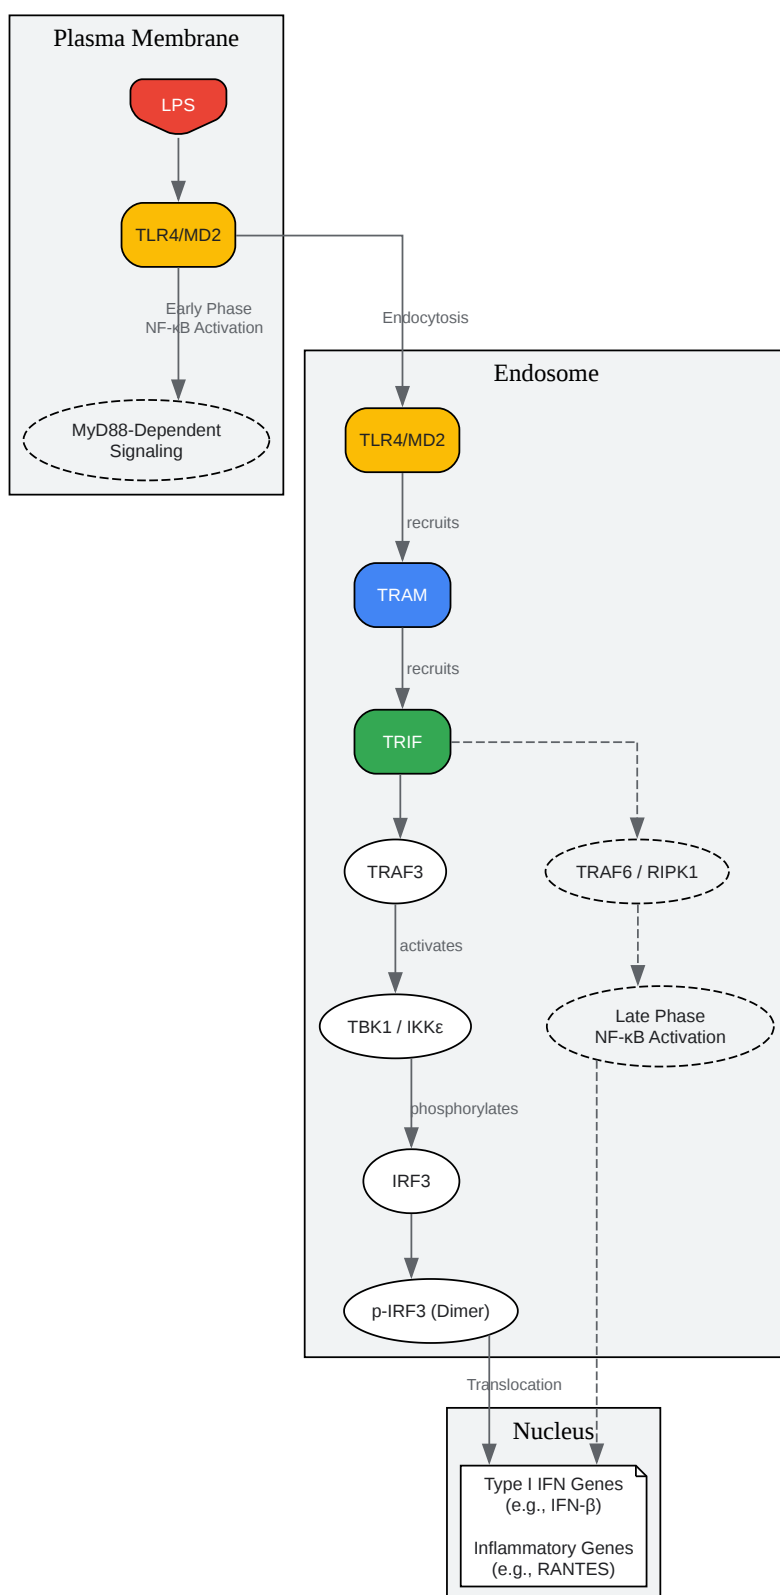 Plasma Membrane
LPS
TLR4/MD2
Early Phase
NF-κB Activation
MyD88-Dependent
Signaling
Endocytosis
Endosome
TLR4/MD2
recruits
TRAM
recruits
TRIF
TRAF3
TRAF6 / RIPK1
activates
TBK1 / IKKε
Late Phase
NF-κB Activation
phosphorylates
IRF3
p-IRF3 (Dimer)
Translocation
Nucleus
Type I IFN Genes
(e.g., IFN-β)
Inflammatory Genes
(e.g., RANTES)